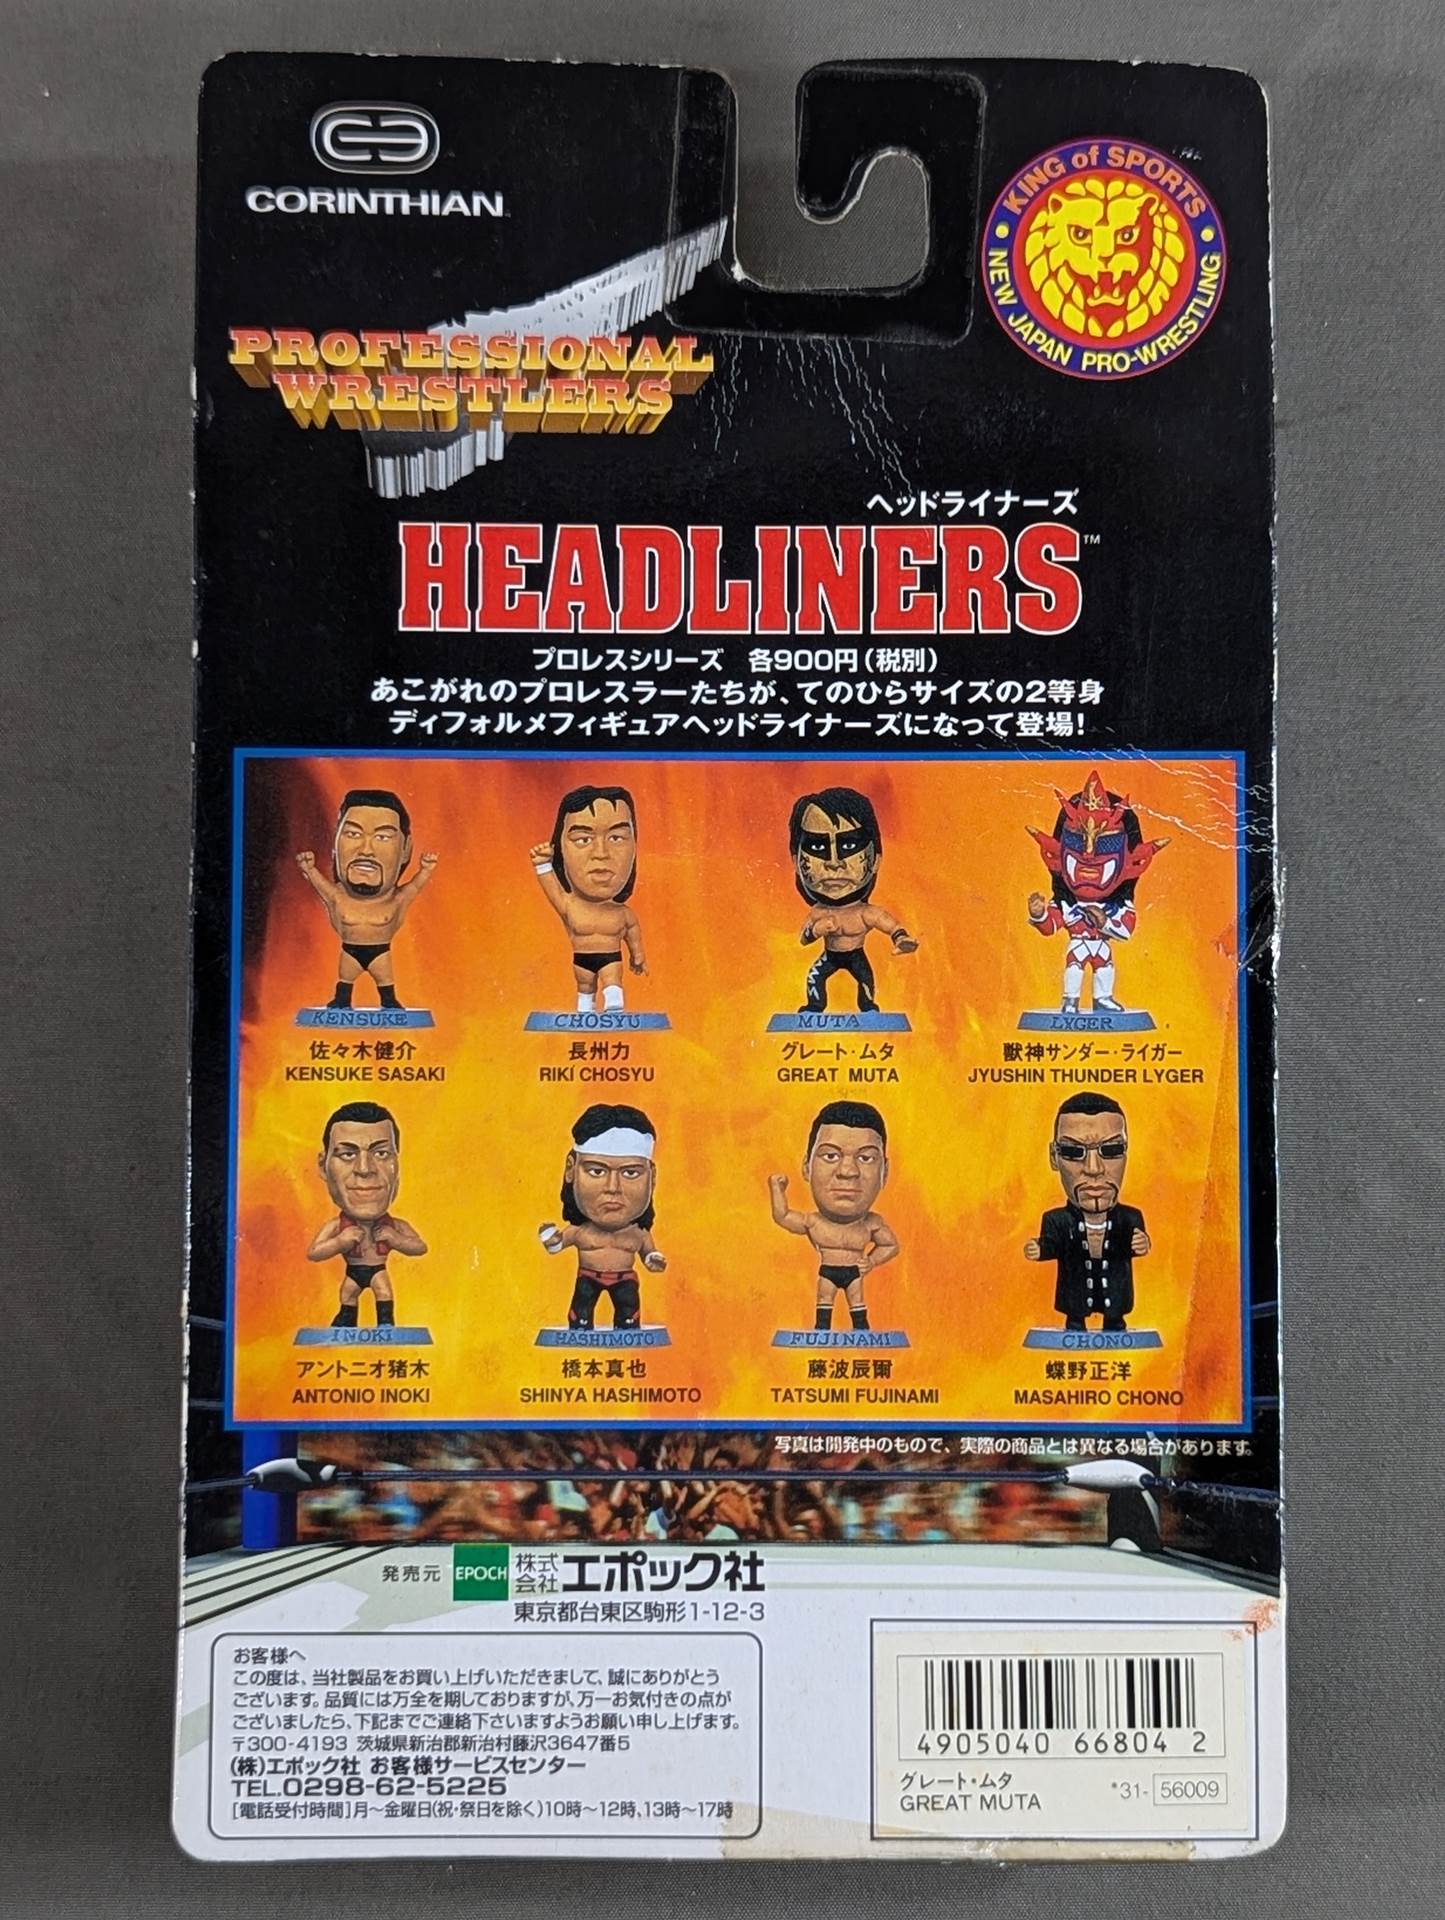 CORINTHIAN
KING of SPORTS
NEW JAPAN PRO-WRESTLING
PROFESSIONAL
WRESTLERS
ヘッドライナーズ
HEADLINERS™
プロレスシリーズ 各900円(税別)
あこがれのプロレスラーたちが、てのひらサイズの2等身
ディフォルメフィギュアヘッドライナーズになって登場!
KENSUKE CHOSYU MUTA LYGER
佐々木健介 長州力 グレート・ムタ 獣神サンダー・ライガー
KENSUKE SASAKI RIKI CHOSYU GREAT MUTA JYUSHIN THUNDER LYGER
INOKI HASHIMOTO FUJINAMI CHONO
アントニオ猪木 橋本真也 藤波辰爾 蝶野正洋
ANTONIO INOKI SHINYA HASHIMOTO TATSUMI FUJINAMI MASAHIRO CHONO
写真は開発中のもので、実際の商品とは異なる場合があります。
発売元 EPOCH 株式会社 エポック社
東京都台東区駒形1-12-3
お客様へ
この度は、当社製品をお買い上げいただきまして、誠にありがとう
ございます。品質には万全を期しておりますが、万一お気付きの点が
ございましたら、下記までご連絡下さいますようお願い申し上げます。
〒300-4193 茨城県新治郡新治村藤沢3647番5
(株)エポック社 お客様サービスセンター
TEL.0298-62-5225
[電話受付時間]月〜金曜日(祝・祭日を除く)10時〜12時、13時〜17時
4905040 66804 2
グレート・ムタ
GREAT MUTA
*31- 56009